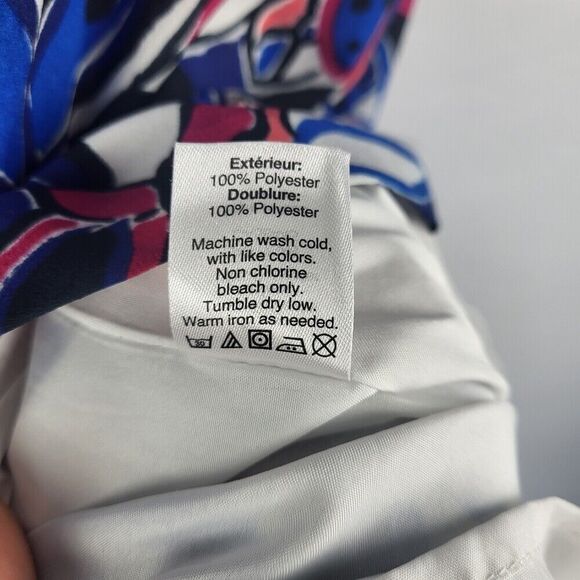 Extérieur:
100% Polyester
Doublure:
100% Polyester
Machine wash cold,
with like colors.
Non chlorine
bleach only.
Tumble dry low.
Warm iron as needed.